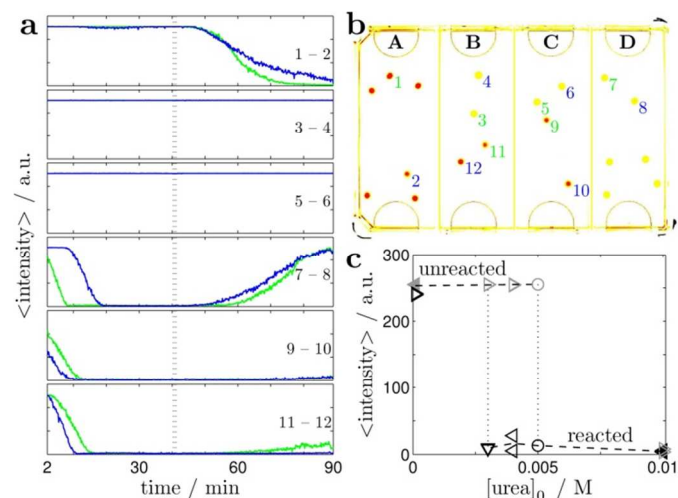 a
1 – 2
3 – 4
5 – 6
7 – 8
9 – 10
11 – 12
<intensity> / a.u.
2 30 60 90
time / min
b
A B C D
1
4
6
7
5
8
3
9
11
12
2
10
c
300
200
100
0
unreacted
reacted
<intensity> / a.u.
0 0.005 0.01
[urea]0 / M